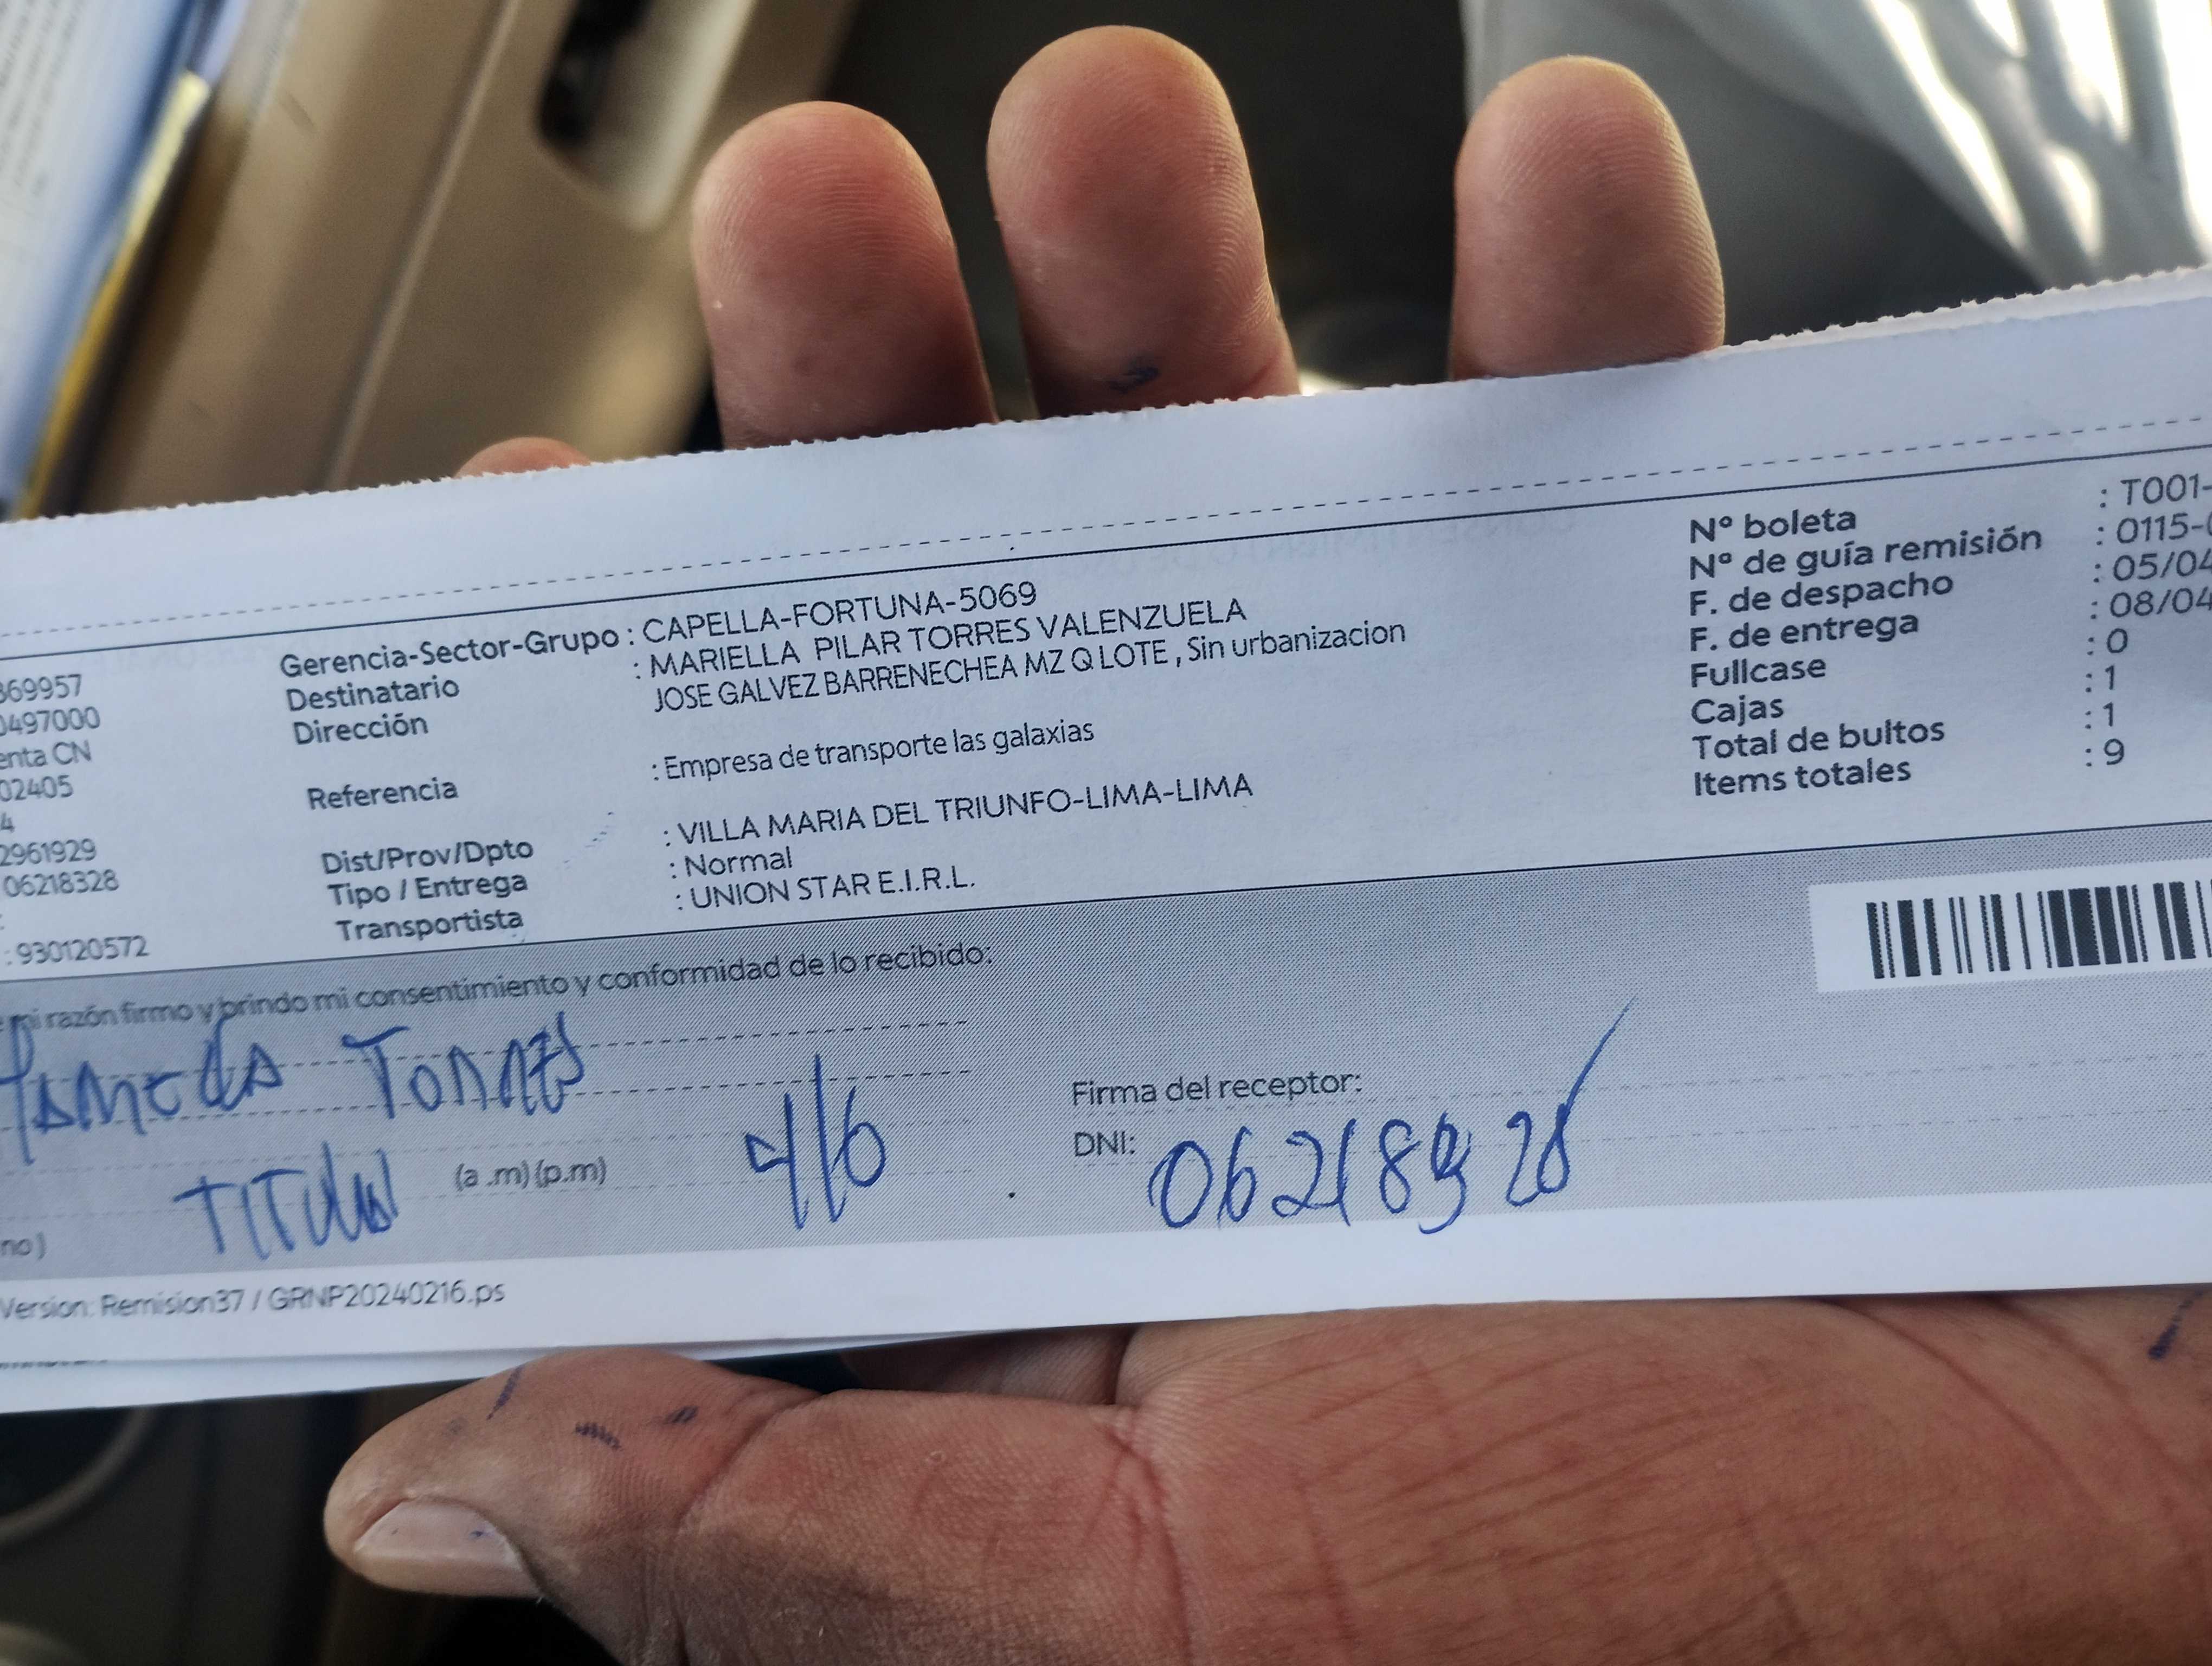 Gerencia-Sector-Grupo : CAPELLA-FORTUNA-5069
Destinatario : MARIELLA PILAR TORRES VALENZUELA
Dirección JOSE GALVEZ BARRENECHEA MZ Q LOTE , Sin urbanizacion
Referencia : Empresa de transporte las galaxias
Dist/Prov/Dpto : VILLA MARIA DEL TRIUNFO-LIMA-LIMA
Tipo / Entrega : Normal
Transportista : UNION STAR E.I.R.L.
369957
0497000
enta CN
02405
4
2961929
06218328
:
: 930120572
Nº boleta : T001-
Nº de guía remisión : 0115-
F. de despacho : 05/04
F. de entrega : 08/04
Fullcase : 0
Cajas : 1
Total de bultos : 1
Items totales : 9
mi razón firmo y brindo mi consentimiento y conformidad de lo recibido:
TORRES
TITULAR (a .m) (p.m)
Firma del receptor:
DNI:
no)
Version: Remision37 / GRNP20240216.ps